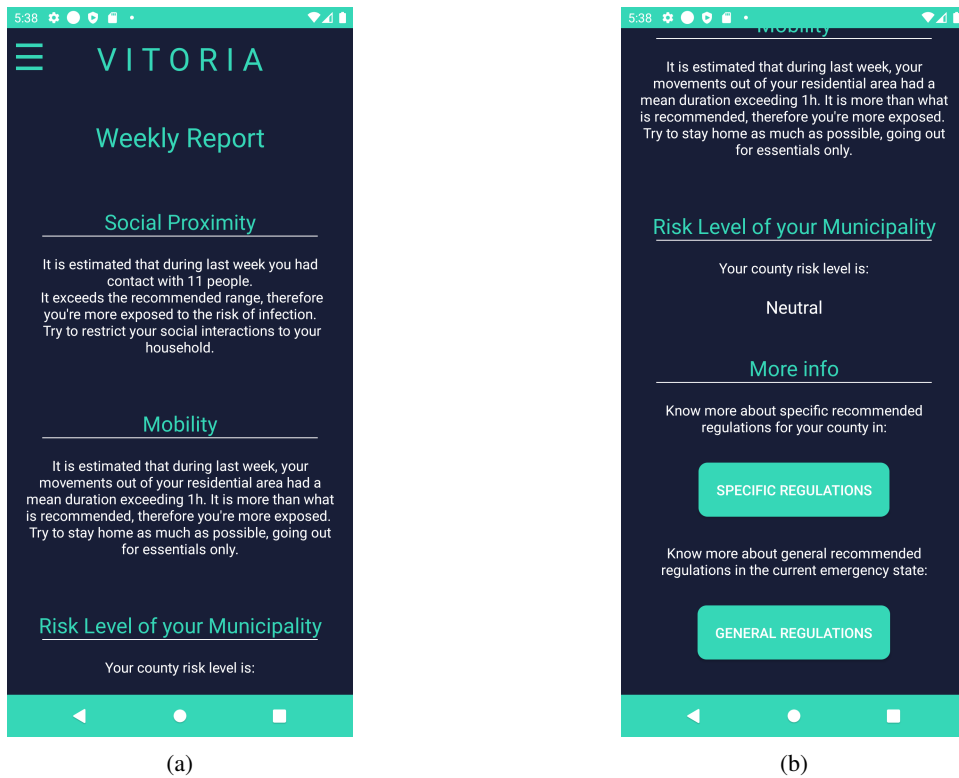 5:38
VITORIA
Weekly Report
Social Proximity
It is estimated that during last week you had
contact with 11 people.
It exceeds the recommended range, therefore
you're more exposed to the risk of infection.
Try to restrict your social interactions to your
household.
Mobility
It is estimated that during last week, your
movements out of your residential area had a
mean duration exceeding 1h. It is more than what
is recommended, therefore you're more exposed.
Try to stay home as much as possible, going out
for essentials only.
Risk Level of your Municipality
Your county risk level is:
(a)
5:38
Mobility
It is estimated that during last week, your
movements out of your residential area had a
mean duration exceeding 1h. It is more than what
is recommended, therefore you're more exposed.
Try to stay home as much as possible, going out
for essentials only.
Risk Level of your Municipality
Your county risk level is:
Neutral
More info
Know more about specific recommended
regulations for your county in:
SPECIFIC REGULATIONS
Know more about general recommended
regulations in the current emergency state:
GENERAL REGULATIONS
(b)